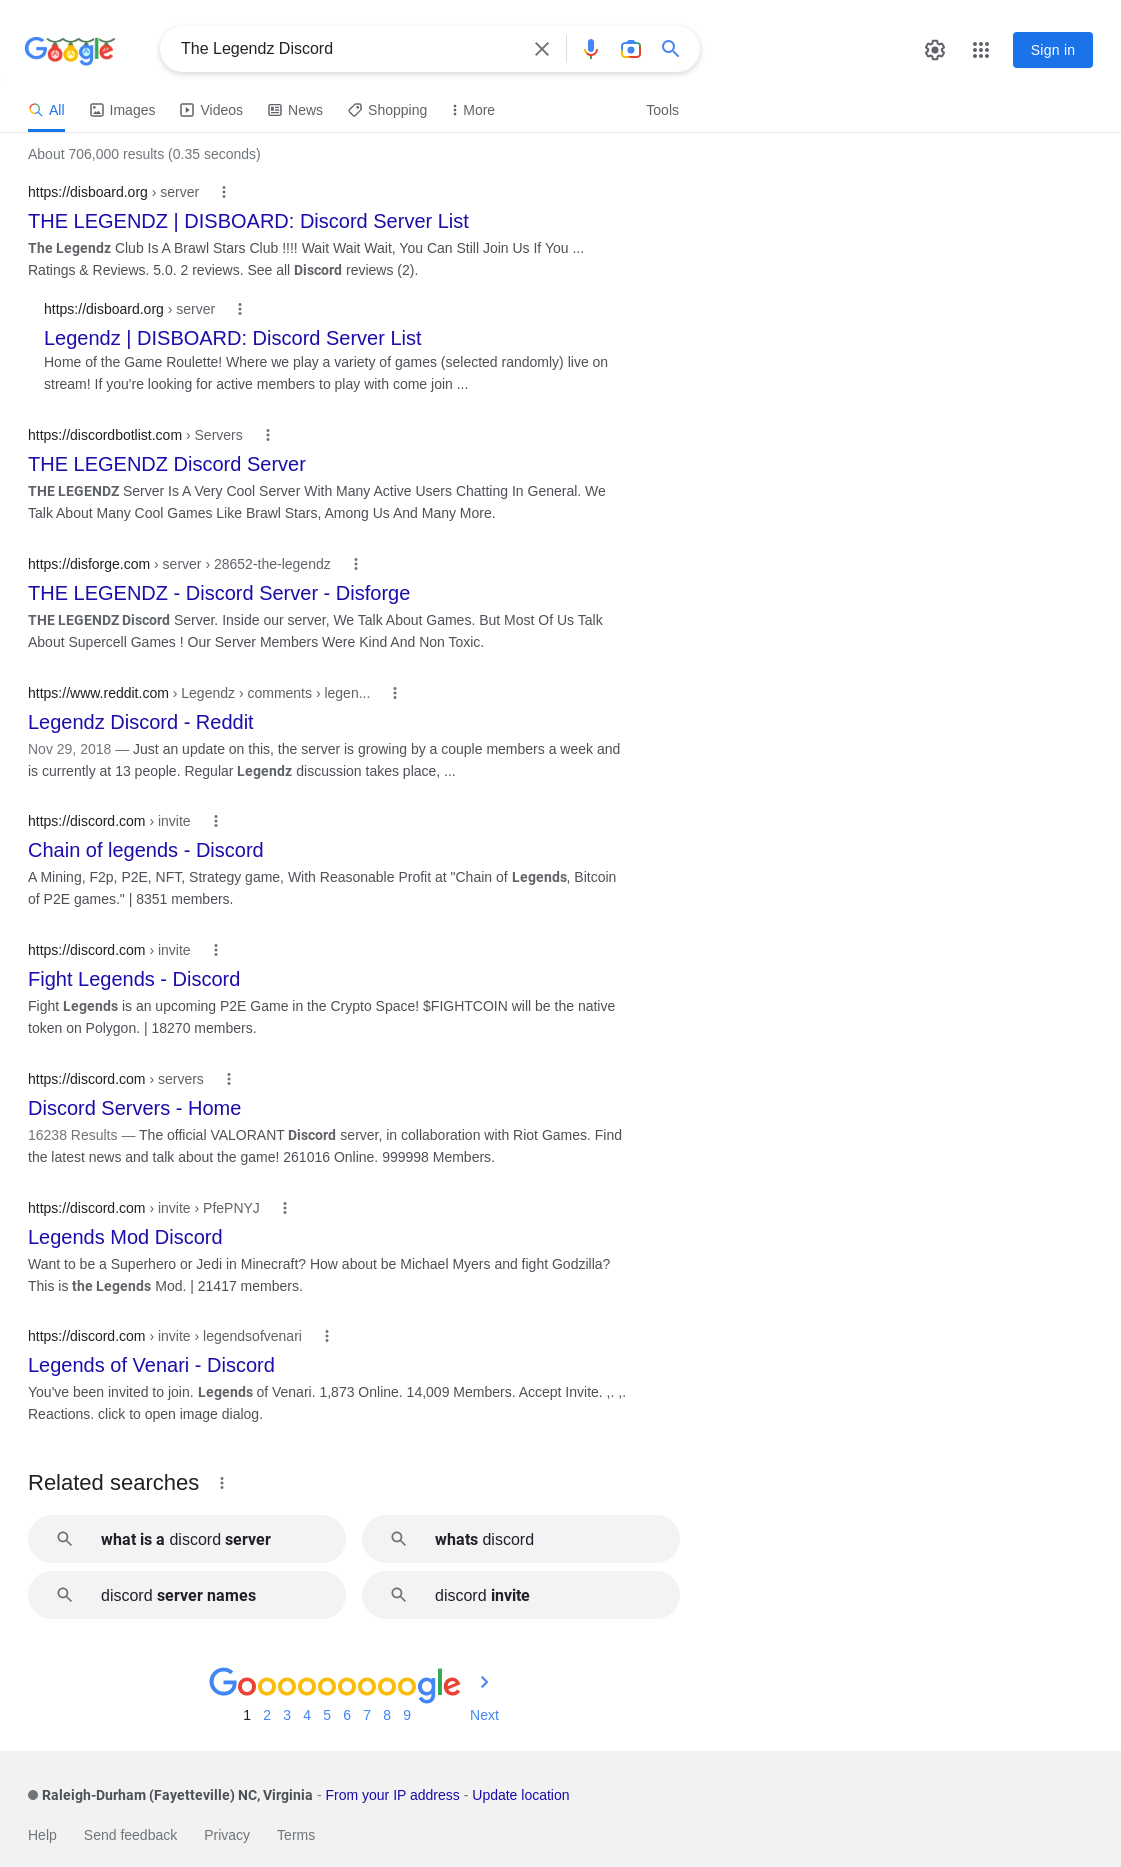 Google
The Legendz Discord
Sign in
All Images Videos News Shopping More Tools
About 706,000 results (0.35 seconds)
https://disboard.org › server
THE LEGENDZ | DISBOARD: Discord Server List
The Legendz Club Is A Brawl Stars Club !!!! Wait Wait Wait, You Can Still Join Us If You ...
Ratings & Reviews. 5.0. 2 reviews. See all Discord reviews (2).
https://disboard.org › server
Legendz | DISBOARD: Discord Server List
Home of the Game Roulette! Where we play a variety of games (selected randomly) live on
stream! If you're looking for active members to play with come join ...
https://discordbotlist.com › Servers
THE LEGENDZ Discord Server
THE LEGENDZ Server Is A Very Cool Server With Many Active Users Chatting In General. We
Talk About Many Cool Games Like Brawl Stars, Among Us And Many More.
https://disforge.com › server › 28652-the-legendz
THE LEGENDZ - Discord Server - Disforge
THE LEGENDZ Discord Server. Inside our server, We Talk About Games. But Most Of Us Talk
About Supercell Games ! Our Server Members Were Kind And Non Toxic.
https://www.reddit.com › Legendz › comments › legen...
Legendz Discord - Reddit
Nov 29, 2018 — Just an update on this, the server is growing by a couple members a week and
is currently at 13 people. Regular Legendz discussion takes place, ...
https://discord.com › invite
Chain of legends - Discord
A Mining, F2p, P2E, NFT, Strategy game, With Reasonable Profit at "Chain of Legends, Bitcoin
of P2E games." | 8351 members.
https://discord.com › invite
Fight Legends - Discord
Fight Legends is an upcoming P2E Game in the Crypto Space! $FIGHTCOIN will be the native
token on Polygon. | 18270 members.
https://discord.com › servers
Discord Servers - Home
16238 Results — The official VALORANT Discord server, in collaboration with Riot Games. Find
the latest news and talk about the game! 261016 Online. 999998 Members.
https://discord.com › invite › PfePNYJ
Legends Mod Discord
Want to be a Superhero or Jedi in Minecraft? How about be Michael Myers and fight Godzilla?
This is the Legends Mod. | 21417 members.
https://discord.com › invite › legendsofvenari
Legends of Venari - Discord
You've been invited to join. Legends of Venari. 1,873 Online. 14,009 Members. Accept Invite. ,. ,.
Reactions. click to open image dialog.
Related searches
what is a discord server
whats discord
discord server names
discord invite
Gooooooooogle
1 2 3 4 5 6 7 8 9 Next
Raleigh-Durham (Fayetteville) NC, Virginia - From your IP address - Update location
Help Send feedback Privacy Terms